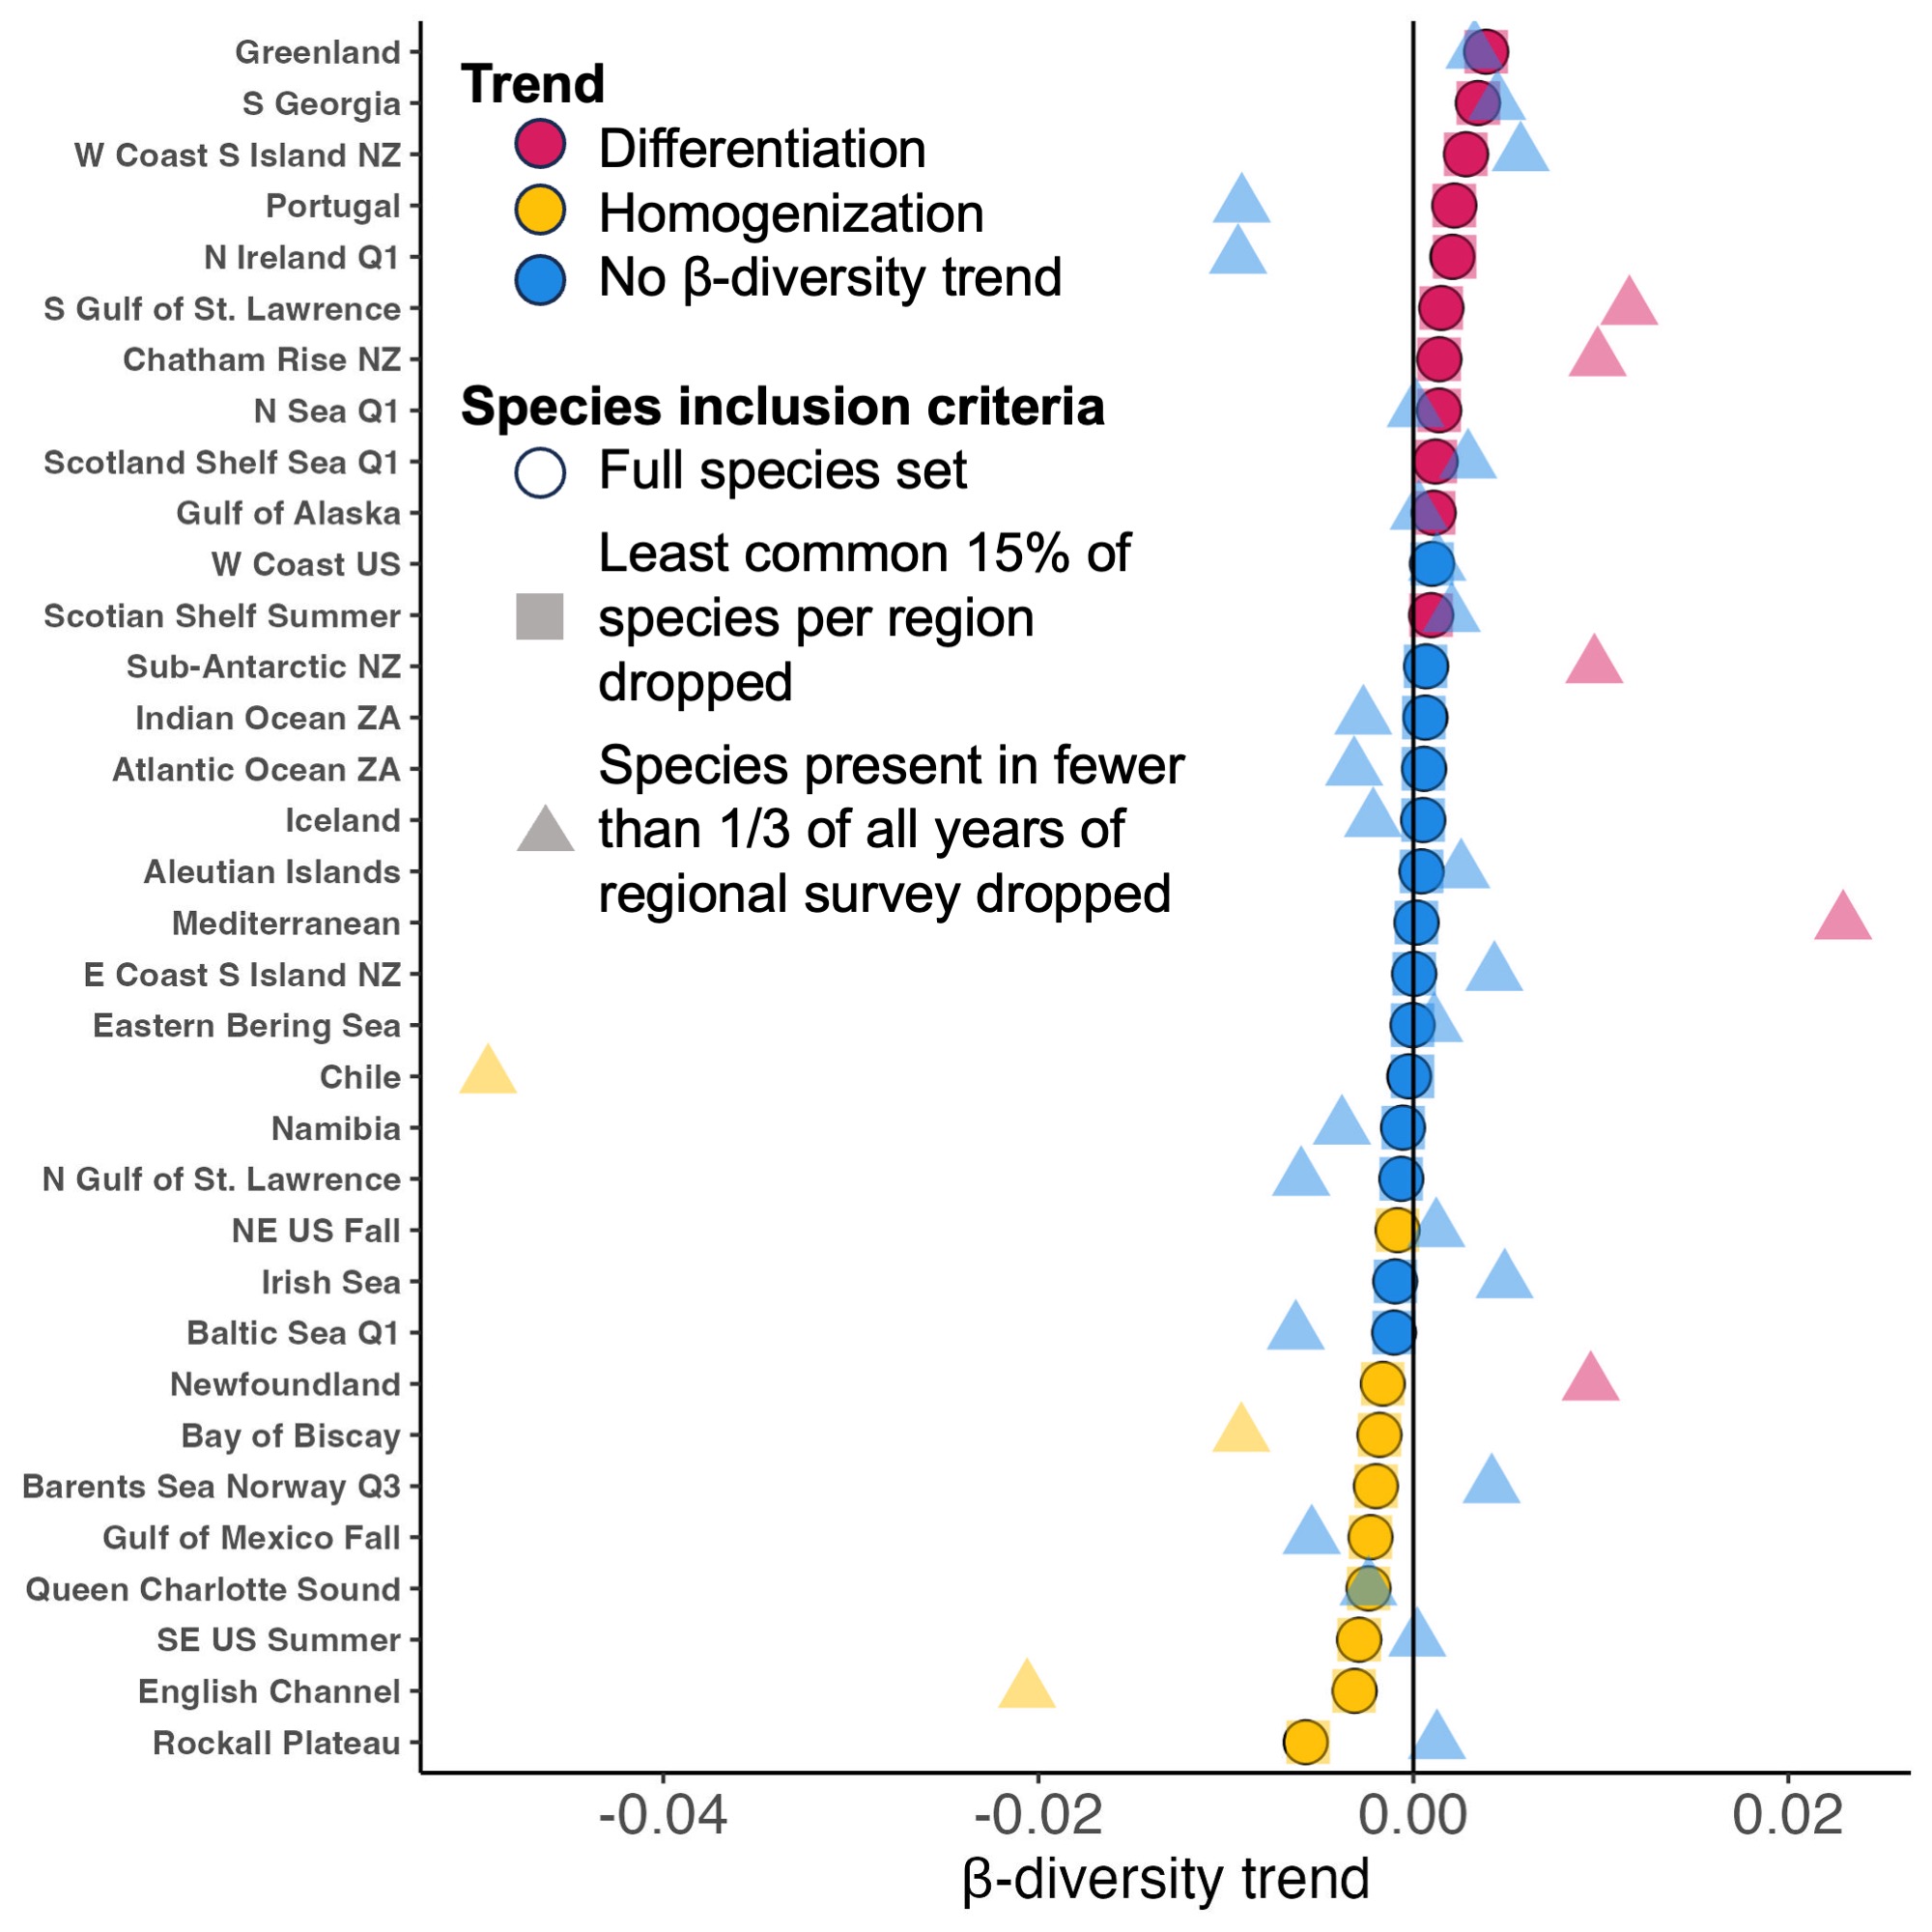 Greenland
S Georgia
W Coast S Island NZ
Portugal
N Ireland Q1
S Gulf of St. Lawrence
Chatham Rise NZ
N Sea Q1
Scotland Shelf Sea Q1
Gulf of Alaska
W Coast US
Scotian Shelf Summer
Sub-Antarctic NZ
Indian Ocean ZA
Atlantic Ocean ZA
Iceland
Aleutian Islands
Mediterranean
E Coast S Island NZ
Eastern Bering Sea
Chile
Namibia
N Gulf of St. Lawrence
NE US Fall
Irish Sea
Baltic Sea Q1
Newfoundland
Bay of Biscay
Barents Sea Norway Q3
Gulf of Mexico Fall
Queen Charlotte Sound
SE US Summer
English Channel
Rockall Plateau
Trend
Differentiation
Homogenization
No β-diversity trend
Species inclusion criteria
Full species set
Least common 15% of
species per region
dropped
Species present in fewer
than 1/3 of all years of
regional survey dropped
-0.04 -0.02 0.00 0.02
β-diversity trend